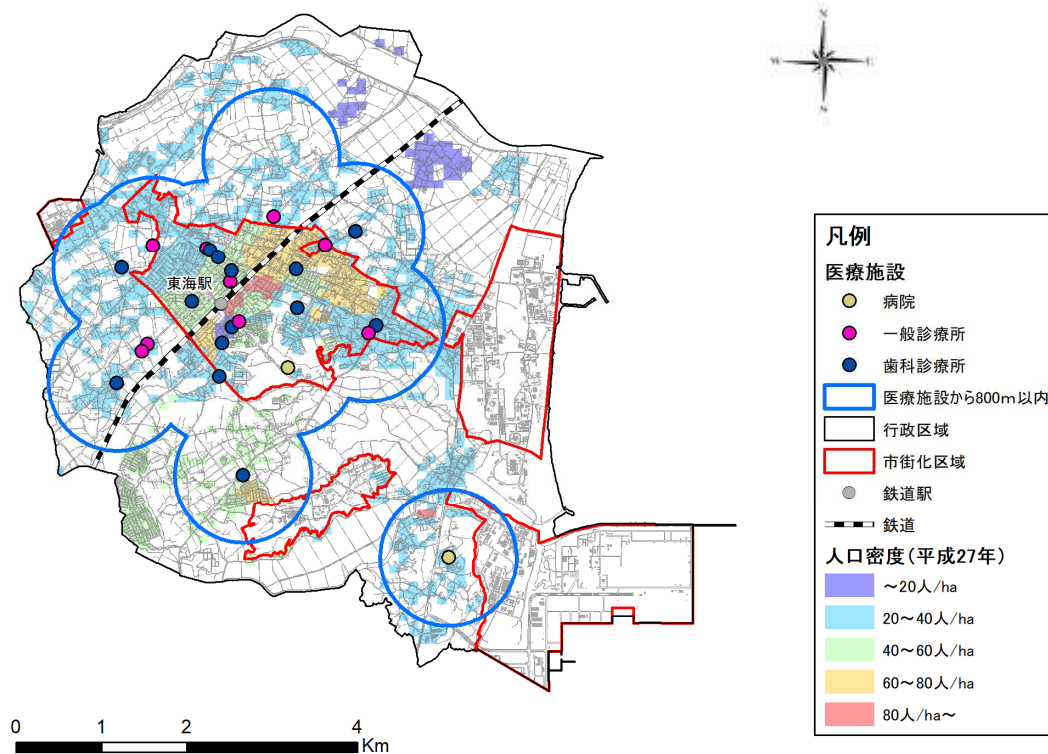 N
W
E
S
東海駅
凡例
医療施設
病院
一般診療所
歯科診療所
医療施設から800m以内
行政区域
市街化区域
鉄道駅
鉄道
人口密度(平成27年)
~20人/ha
20~40人/ha
40~60人/ha
60~80人/ha
80人/ha~
0 1 2 4
Km